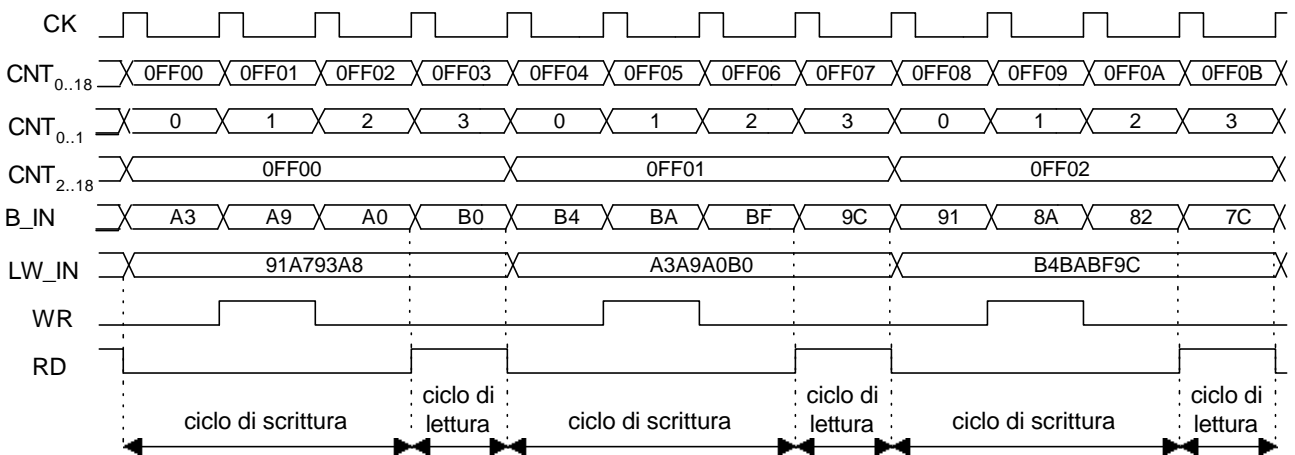 CK
CNT0..18 0FF00 0FF01 0FF02 0FF03 0FF04 0FF05 0FF06 0FF07 0FF08 0FF09 0FF0A 0FF0B
CNT0..1 0 1 2 3 0 1 2 3 0 1 2 3
CNT2..18 0FF00 0FF01 0FF02
B_IN A3 A9 A0 B0 B4 BA BF 9C 91 8A 82 7C
LW_IN 91A793A8 A3A9A0B0 B4BABF9C
WR
RD
ciclo di scrittura ciclo di lettura ciclo di scrittura ciclo di lettura ciclo di scrittura ciclo di lettura